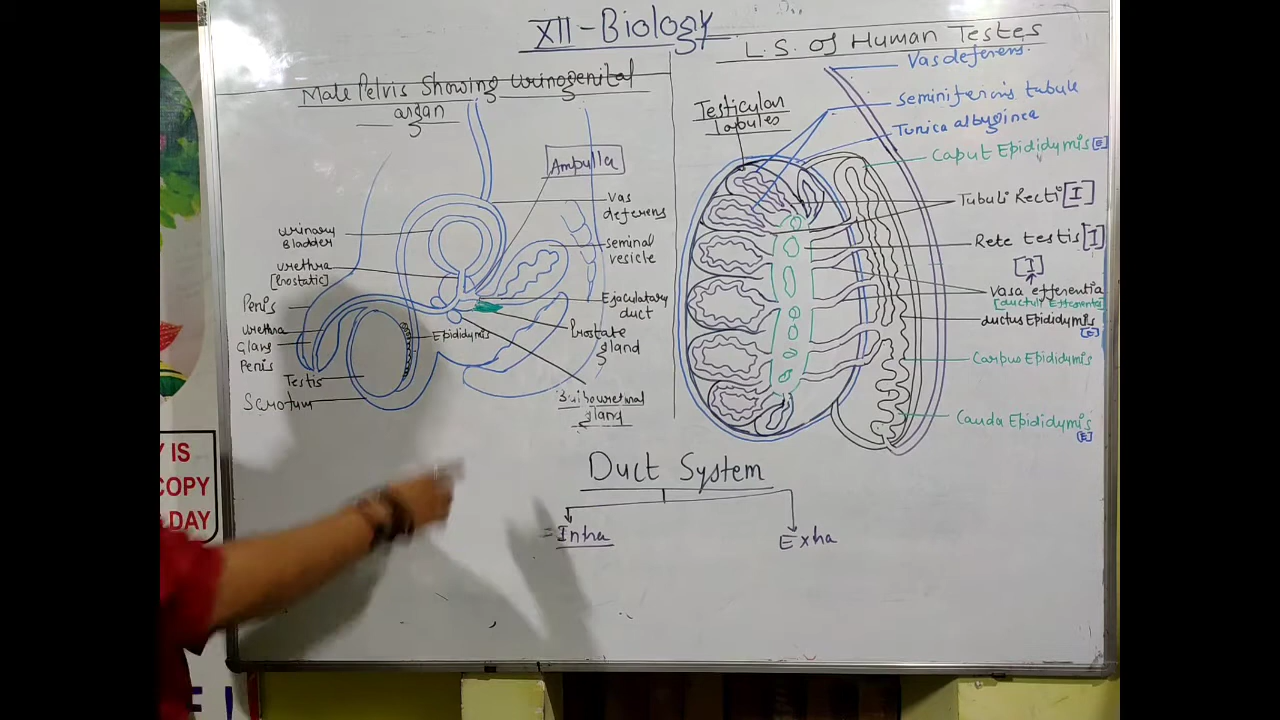 XII - Biology
Male Pelvis Showing Urinogenital
organ
Ampulla
Vas
deferens
Seminal
vesicle
Ejaculatory
duct
Prostate
gland
Bulbourethral
gland
Urinary
Bladder
Urethra
[Prostatic]
Penis
Urethra
Glans
Penis
Testis
Scrotum
Epididymis
L.S. Of Human Testes
Vas deferens.
Seminiferous tubule
Tunica albuginea
Testicular
lobules
Caput Epididymis [E]
Tubuli Recti [I]
Rete testis [I]
[I]
Vasa efferentia
[ductuli Efferentes]
ductus Epididymis
[E]
Corpus Epididymis
Cauda Epididymis
[E]
Duct System
= Intra
Extra
Y IS
COPY
DAY